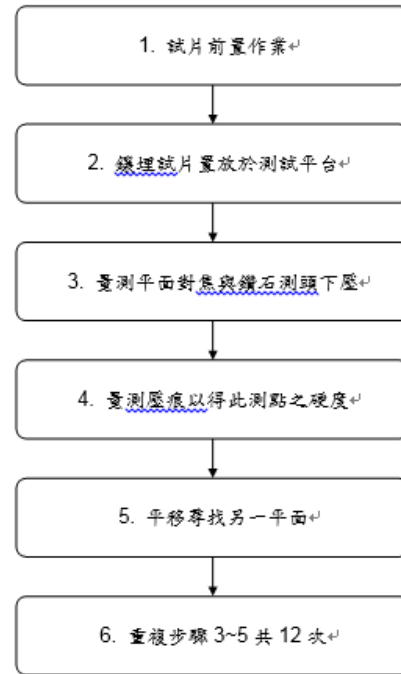 1. 試片前置作業
2. 鑲埋試片置放於測試平台
3. 量測平面對焦與鑽石測頭下壓
4. 量測壓痕以得此測點之硬度
5. 平移尋找另一平面
6. 重複步驟 3~5 共 12 次